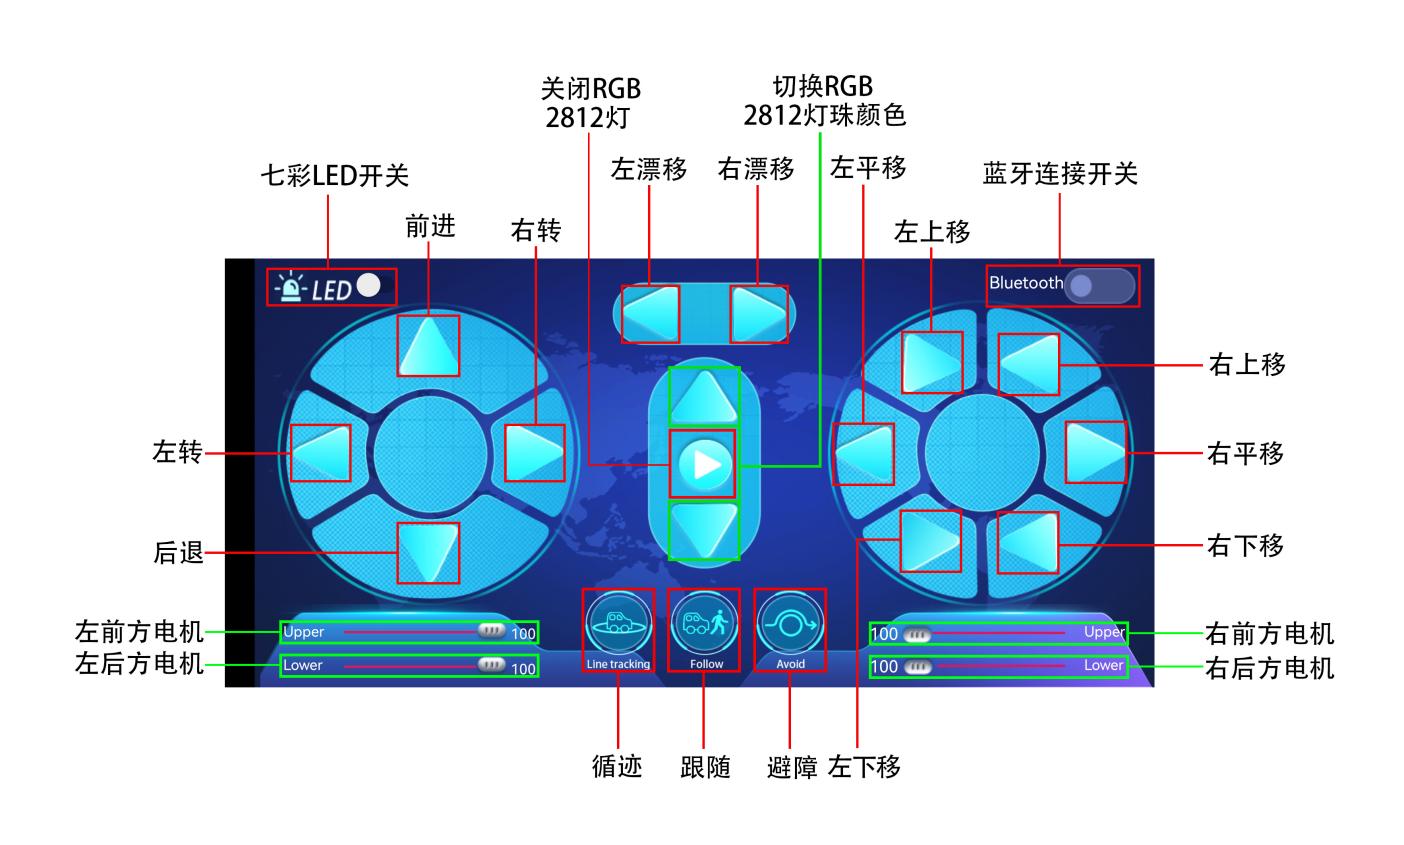 关闭RGB
2812灯
切换RGB
2812灯珠颜色
七彩LED开关
左漂移
右漂移
左平移
蓝牙连接开关
前进
右转
左上移
LED
Bluetooth
右上移
左转
右平移
后退
右下移
左前方电机
Upper
100
100
Upper
右前方电机
左后方电机
Lower
100
100
Lower
右后方电机
Line tracking
Follow
Avoid
循迹
跟随
避障
左下移